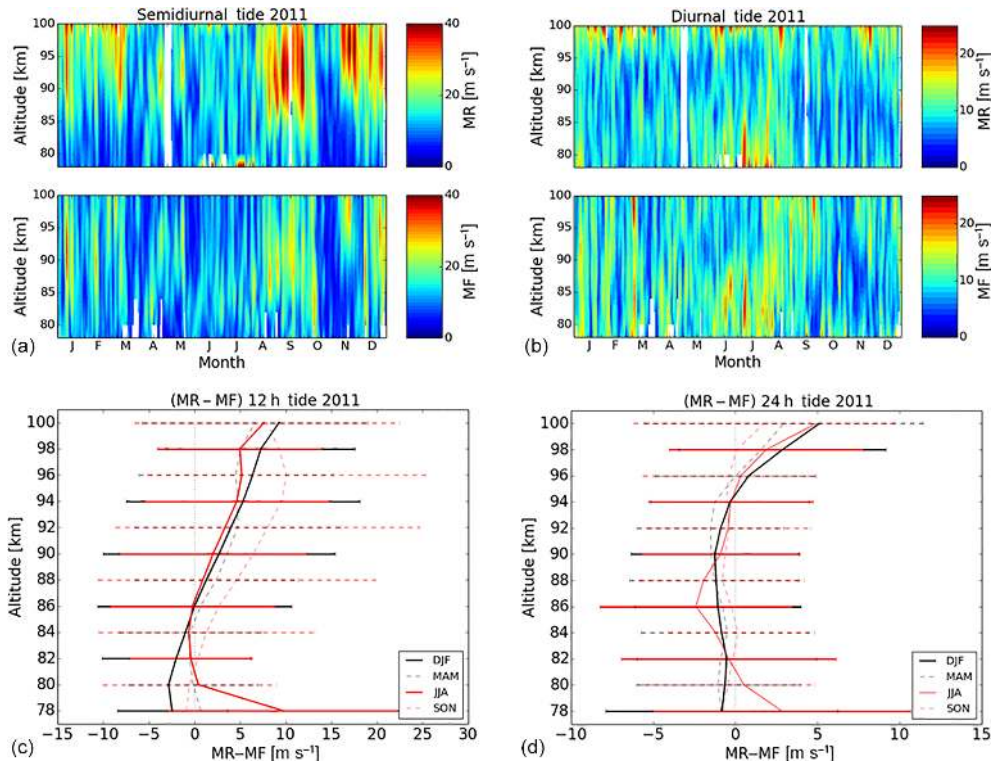 Semidiurnal tide 2011
Altitude [km]
100
95
90
85
80
40
20
0
MR [m s⁻¹]
Altitude [km]
100
95
90
85
80
40
20
0
MF [m s⁻¹]
J F M A M J J A S O N D
Month
(a)
Diurnal tide 2011
Altitude [km]
100
95
90
85
80
20
10
0
MR [m s⁻¹]
Altitude [km]
100
95
90
85
80
20
10
0
MF [m s⁻¹]
J F M A M J J A S O N D
Month
(b)
(MR – MF) 12 h tide 2011
Altitude [km]
100
98
96
94
92
90
88
86
84
82
80
78
DJF
MAM
JJA
SON
−15 −10 −5 0 5 10 15 20 25 30
MR–MF [m s⁻¹]
(c)
(MR – MF) 24 h tide 2011
Altitude [km]
100
98
96
94
92
90
88
86
84
82
80
78
DJF
MAM
JJA
SON
−10 −5 0 5 10 15
MR–MF [m s⁻¹]
(d)